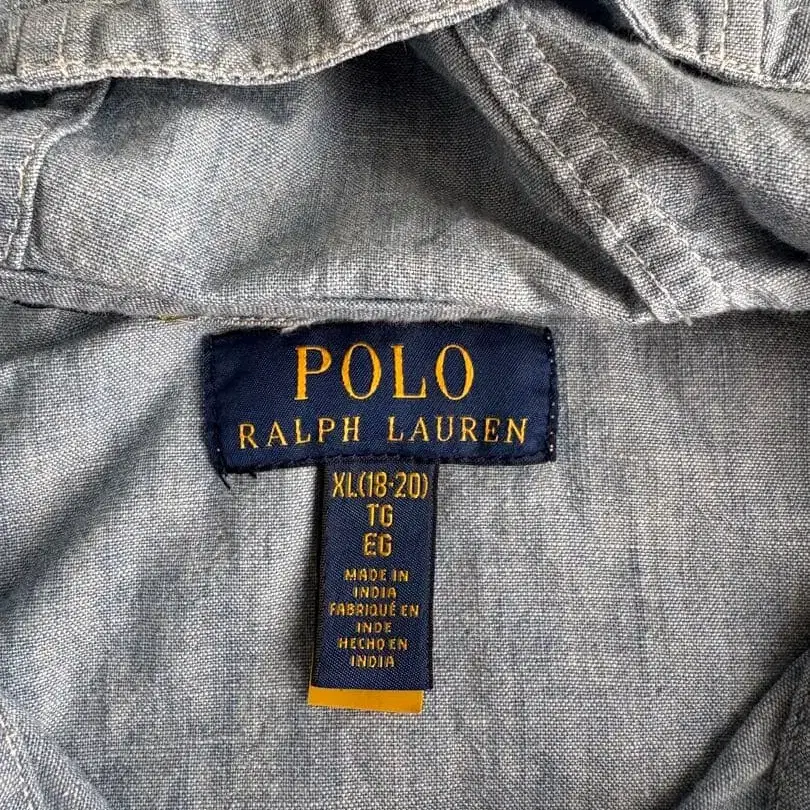 POLO
RALPH LAUREN
XL(18-20)
TG
EG
MADE IN
INDIA
FABRIQUÉ EN
INDE
HECHO EN
INDIA